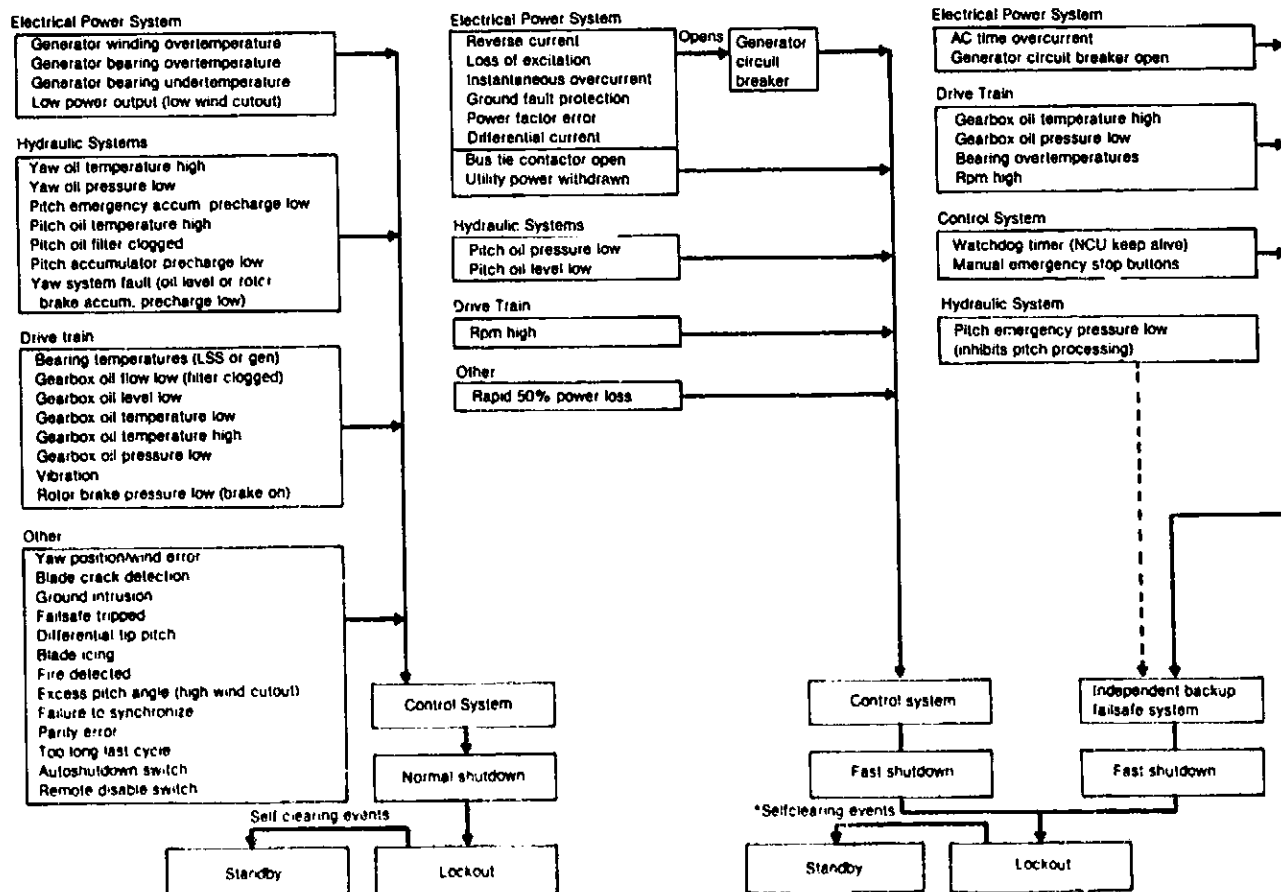 Electrical Power System
Generator winding overtemperature
Generator bearing overtemperature
Generator bearing undertemperature
Low power output (low wind cutout)
Hydraulic Systems
Yaw oil temperature high
Yaw oil pressure low
Pitch emergency accum. precharge low
Pitch oil temperature high
Pitch oil filter clogged
Pitch accumulator precharge low
Yaw system fault (oil level or rotor
brake accum. precharge low)
Drive train
Bearing temperatures (LSS or gen)
Gearbox oil flow low (filter clogged)
Gearbox oil level low
Gearbox oil temperature low
Gearbox oil temperature high
Gearbox oil pressure low
Vibration
Rotor brake pressure low (brake on)
Other
Yaw position/wind error
Blade crack detection
Ground intrusion
Failsafe tripped
Differential tip pitch
Blade icing
Fire detected
Excess pitch angle (high wind cutout)
Failure to synchronize
Parity error
Too long last cycle
Autoshutdown switch
Remote disable switch
Control System
Normal shutdown
Self clearing events
Standby
Lockout
Electrical Power System
Reverse current
Loss of excitation
Instantaneous overcurrent
Ground fault protection
Power factor error
Differential current
Bus tie contactor open
Utility power withdrawn
Opens
Generator
circuit
breaker
Hydraulic Systems
Pitch oil pressure low
Pitch oil level low
Drive Train
Rpm high
Other
Rapid 50% power loss
Control system
Fast shutdown
*Selfclearing events
Standby
Lockout
Electrical Power System
AC time overcurrent
Generator circuit breaker open
Drive Train
Gearbox oil temperature high
Gearbox oil pressure low
Bearing overtemperatures
Rpm high
Control System
Watchdog timer (NCU keep alive)
Manual emergency stop buttons
Hydraulic System
Pitch emergency pressure low
(inhibits pitch processing)
Independent backup
failsafe system
Fast shutdown